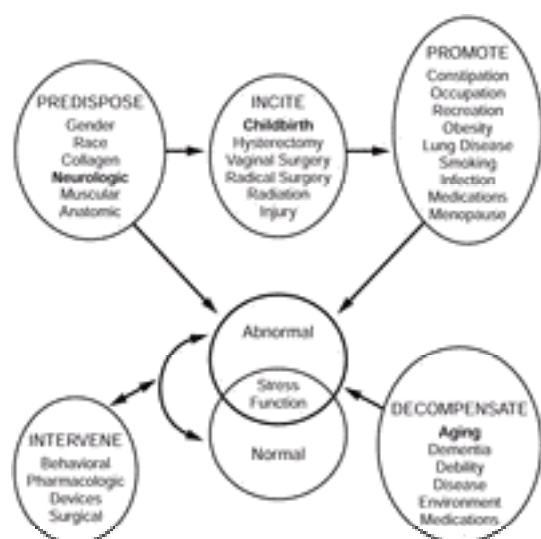 PREDISPOSE
Gender
Race
Collagen
Neurologic
Muscular
Anatomic
INCITE
Childbirth
Hysterectomy
Vaginal Surgery
Radical Surgery
Radiation
Injury
PROMOTE
Constipation
Occupation
Recreation
Obesity
Lung Disease
Smoking
Infection
Medications
Menopause
Abnormal
Stress
Function
Normal
INTERVENE
Behavioral
Pharmacologic
Devices
Surgical
DECOMPENSATE
Aging
Dementia
Debility
Disease
Environment
Medications